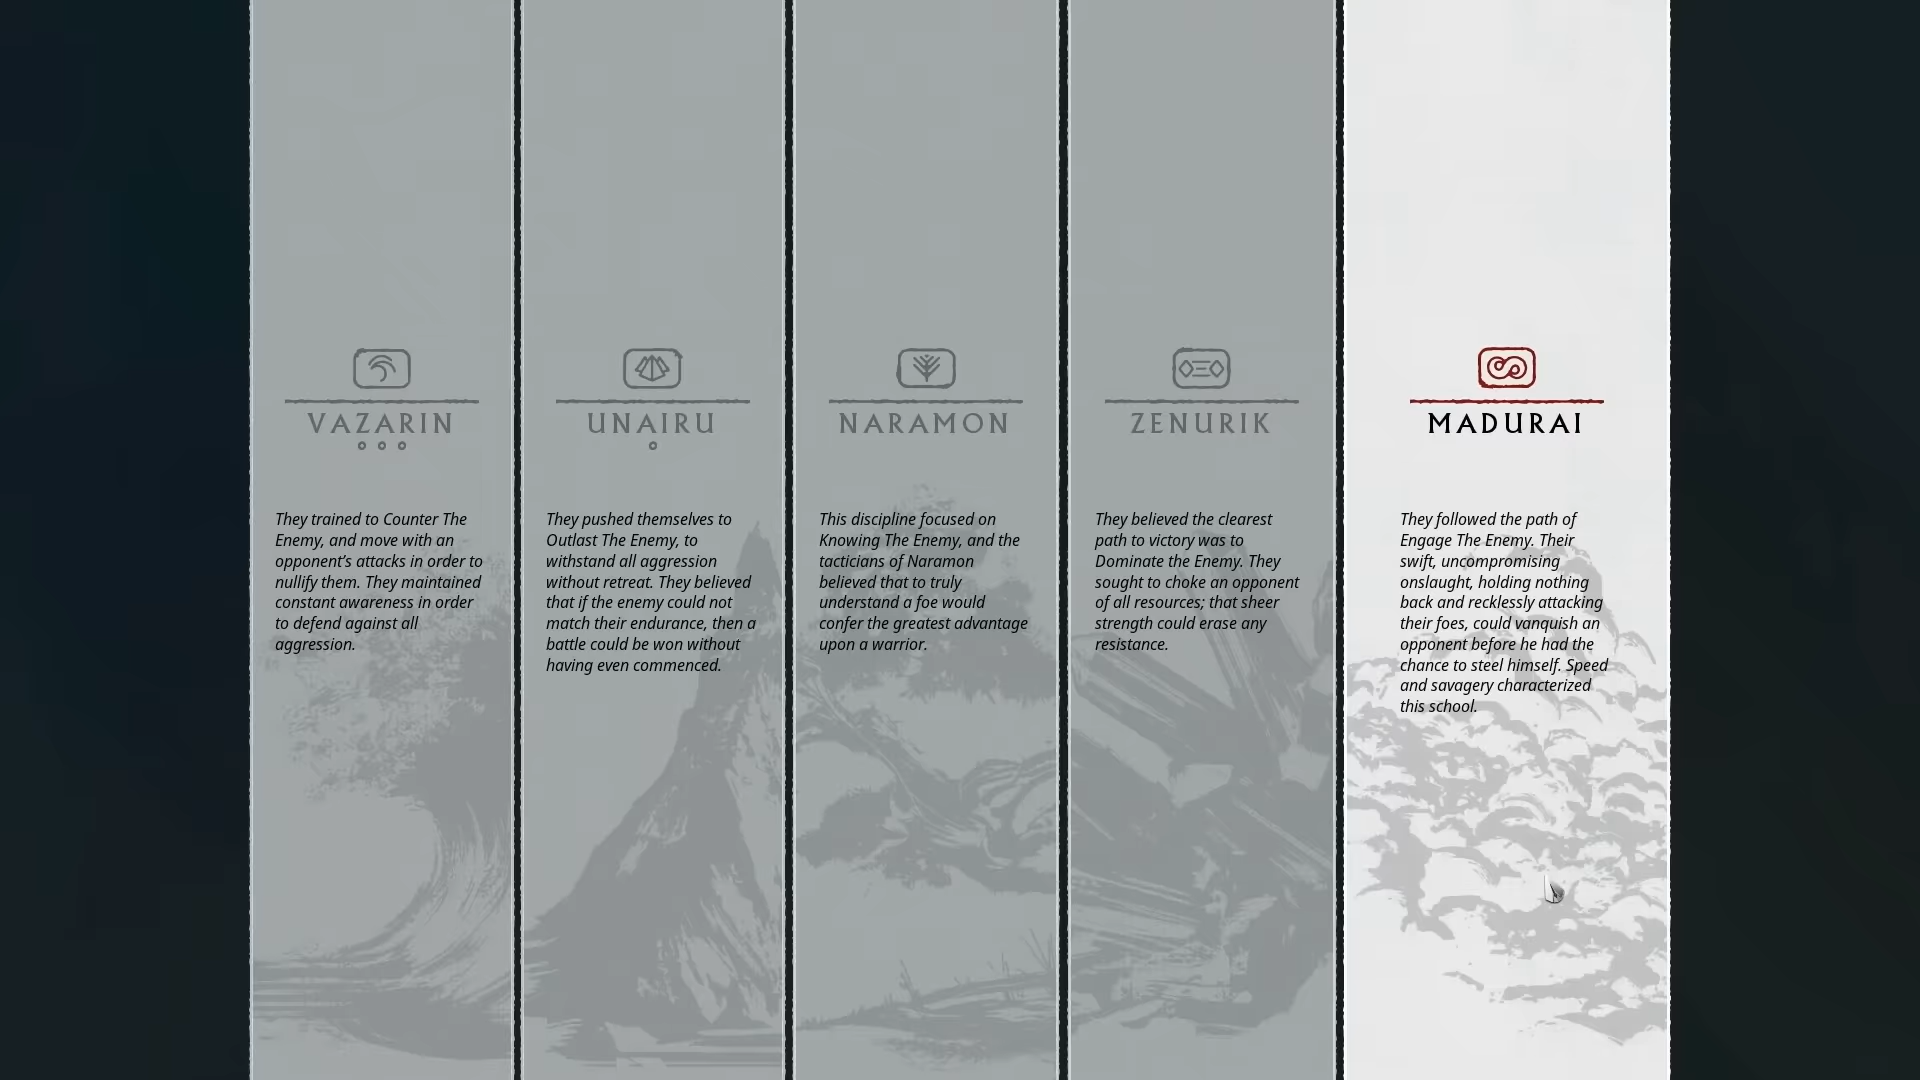 VAZARIN
They trained to Counter The
Enemy, and move with an
opponent's attacks in order to
nullify them. They maintained
constant awareness in order
to defend against all
aggression.
UNAIRU
They pushed themselves to
Outlast The Enemy, to
withstand all aggression
without retreat. They believed
that if the enemy could not
match their endurance, then a
battle could be won without
having even commenced.
NARAMON
This discipline focused on
Knowing The Enemy, and the
tacticians of Naramon
believed that to truly
understand a foe would
confer the greatest advantage
upon a warrior.
ZENURIK
They believed the clearest
path to victory was to
Dominate the Enemy. They
sought to choke an opponent
of all resources; that sheer
strength could erase any
resistance.
MADURAI
They followed the path of
Engage The Enemy. Their
swift, uncompromising
onslaught, holding nothing
back and recklessly attacking
their foes, could vanquish an
opponent before he had the
chance to steel himself. Speed
and savagery characterized
this school.